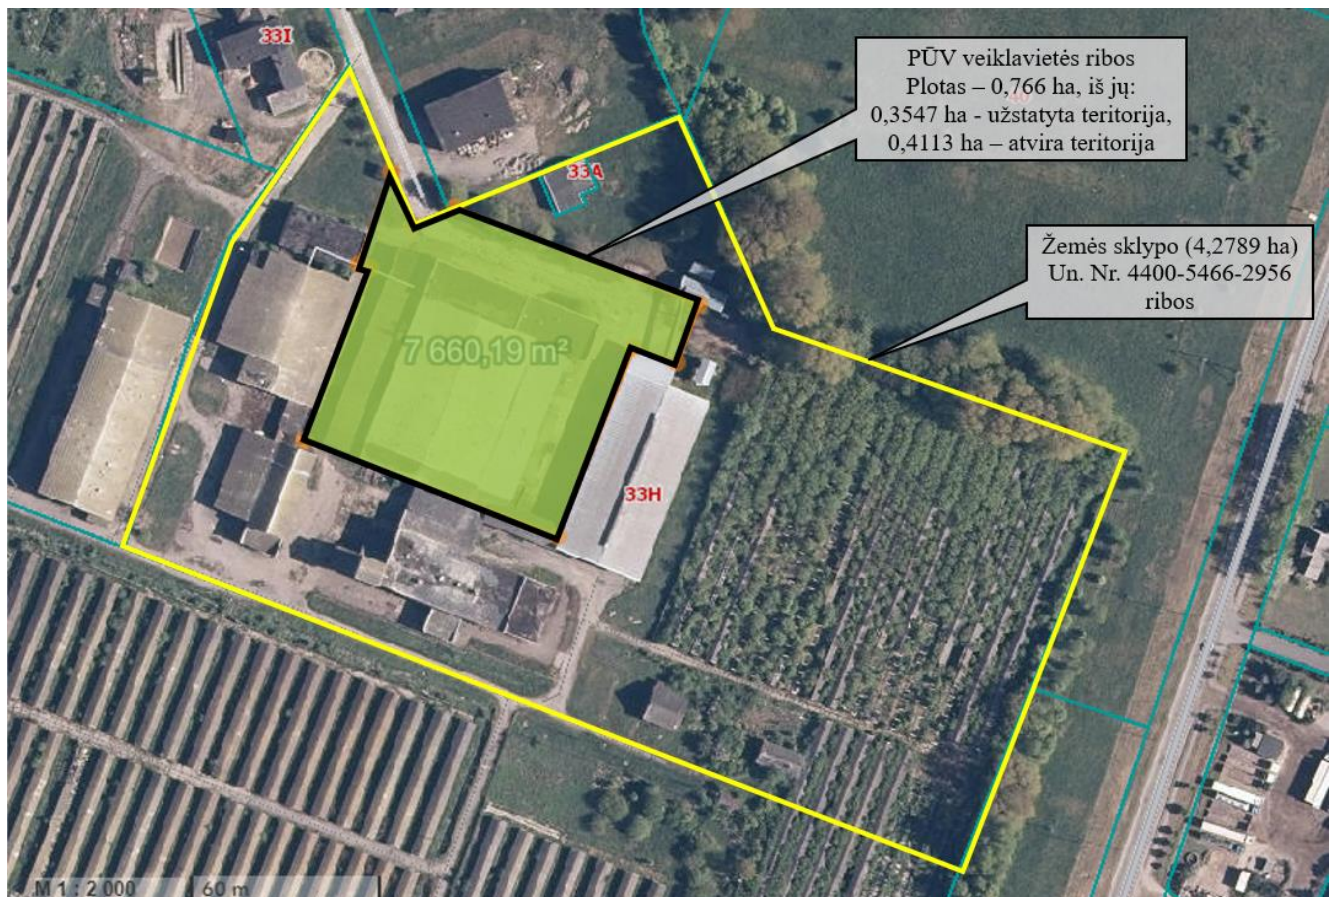 33I
PŪV veiklavietės ribos
Plotas – 0,766 ha, iš jų:
0,3547 ha - užstatyta teritorija,
0,4113 ha – atvira teritorija
33A
Žemės sklypo (4,2789 ha)
Un. Nr. 4400-5466-2956
ribos
7 660,19 m²
33H
M 1 : 2 000
60 m